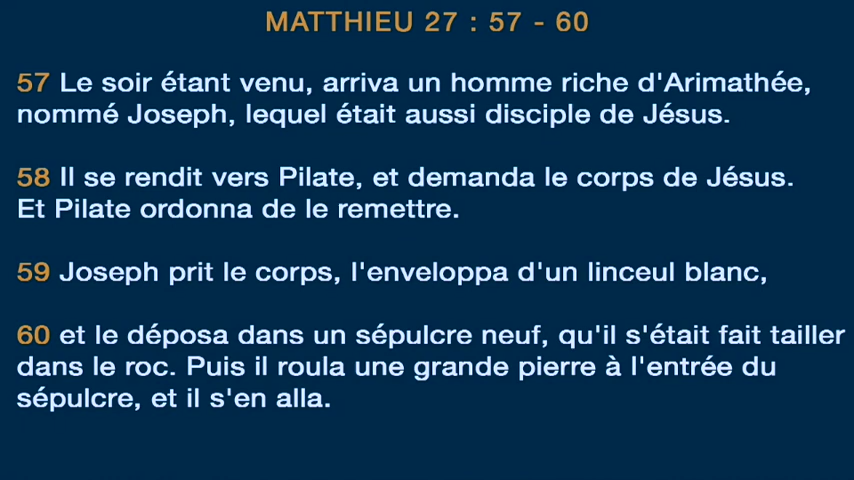 MATTHIEU 27 : 57 - 60
57 Le soir étant venu, arriva un homme riche d'Arimathée,
nommé Joseph, lequel était aussi disciple de Jésus.
58 Il se rendit vers Pilate, et demanda le corps de Jésus.
Et Pilate ordonna de le remettre.
59 Joseph prit le corps, l'enveloppa d'un linceul blanc,
60 et le déposa dans un sépulcre neuf, qu'il s'était fait tailler
dans le roc. Puis il roula une grande pierre à l'entrée du
sépulcre, et il s'en alla.